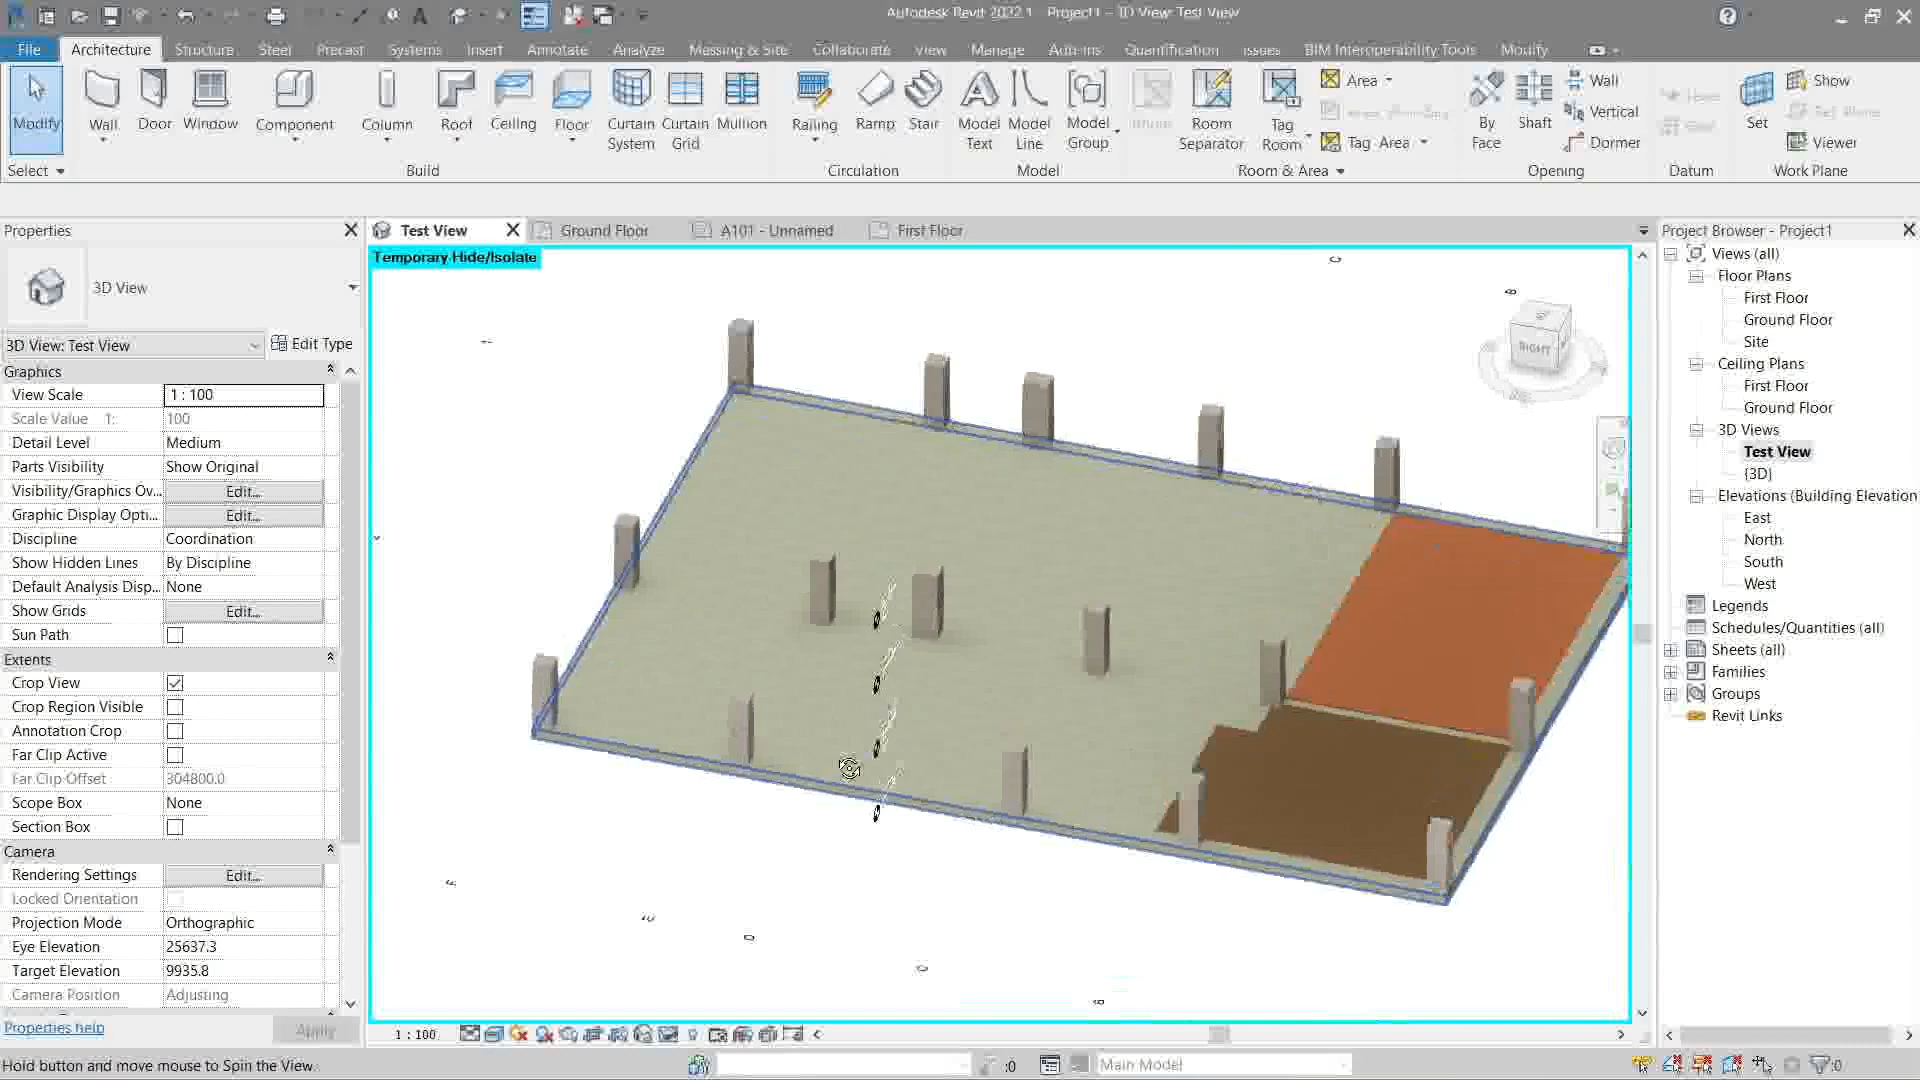 Autodesk Revit 2022.1 - Project1 - 3D View: Test View
File Architecture Structure Steel Precast Systems Insert Annotate Analyze Massing & Site Collaborate View Manage Add-Ins Quantification Issues BIM Interoperability Tools Modify
Modify Wall Door Window Component Column Roof Ceiling Floor Curtain System Curtain Grid Mullion Railing Ramp Stair Model Text Model Line Model Group Room Separator Tag Room Area Tag Area By Face Shaft Wall Vertical Dormer Set Show Viewer
Select Build Circulation Model Room & Area Opening Datum Work Plane
Properties
3D View
3D View: Test View Edit Type
Graphics
View Scale 1 : 100
Scale Value 1: 100
Detail Level Medium
Parts Visibility Show Original
Visibility/Graphics Ov... Edit...
Graphic Display Opti... Edit...
Discipline Coordination
Show Hidden Lines By Discipline
Default Analysis Disp... None
Show Grids Edit...
Sun Path
Extents
Crop View
Crop Region Visible
Annotation Crop
Far Clip Active
Far Clip Offset 304800.0
Scope Box None
Section Box
Camera
Rendering Settings Edit...
Locked Orientation
Projection Mode Orthographic
Eye Elevation 25637.3
Target Elevation 9935.8
Camera Position Adjusting
Properties help Apply
Test View Ground Floor A101 - Unnamed First Floor
Temporary Hide/Isolate
RIGHT
1 : 100
Project Browser - Project1
Views (all)
Floor Plans
First Floor
Ground Floor
Site
Ceiling Plans
First Floor
Ground Floor
3D Views
Test View
{3D}
Elevations (Building Elevation
East
North
South
West
Legends
Schedules/Quantities (all)
Sheets (all)
Families
Groups
Revit Links
Hold button and move mouse to Spin the View.
:0 Main Model :0